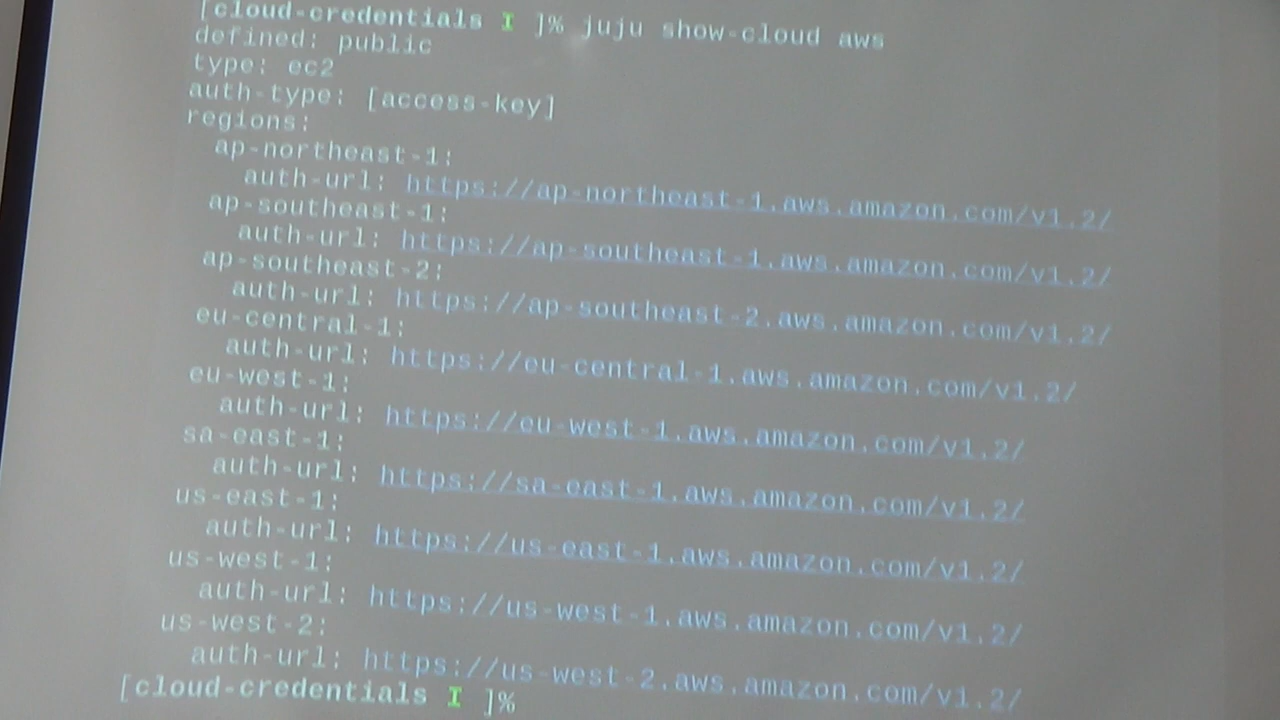 [cloud-credentials I ]% juju show-cloud aws
defined: public
type: ec2
auth-type: [access-key]
regions:
ap-northeast-1:
auth-url: https://ap-northeast-1.aws.amazon.com/v1.2/
ap-southeast-1:
auth-url: https://ap-southeast-1.aws.amazon.com/v1.2/
ap-southeast-2:
auth-url: https://ap-southeast-2.aws.amazon.com/v1.2/
eu-central-1:
auth-url: https://eu-central-1.aws.amazon.com/v1.2/
eu-west-1:
auth-url: https://eu-west-1.aws.amazon.com/v1.2/
sa-east-1:
auth-url: https://sa-east-1.aws.amazon.com/v1.2/
us-east-1:
auth-url: https://us-east-1.aws.amazon.com/v1.2/
us-west-1:
auth-url: https://us-west-1.aws.amazon.com/v1.2/
us-west-2:
auth-url: https://us-west-2.aws.amazon.com/v1.2/
[cloud-credentials I ]%